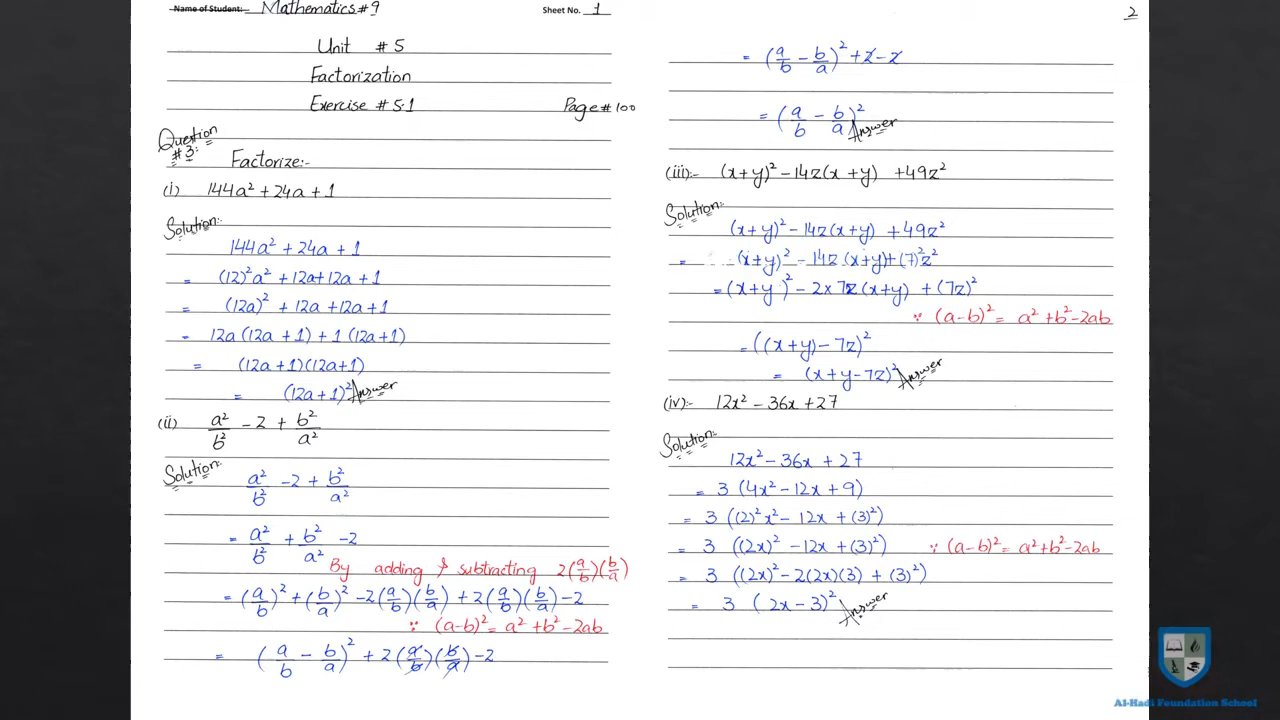 Name of Student: Mathematics # 9 Sheet No. 1
Unit # 5
Factorization
Exercise # 5.1 Page # 100
Question # 3:
Factorize:-
(i) 144a² + 24a + 1
Solution:
144a² + 24a + 1
= (12)²a² + 12a + 12a + 1
= (12a)² + 12a + 12a + 1
= 12a (12a + 1) + 1 (12a+1)
= (12a+1)(12a+1)
= (12a+1)² Answer
(ii) a²/b² - 2 + b²/a²
Solution:
a²/b² - 2 + b²/a²
= a²/b² + b²/a² - 2
By adding & subtracting 2(a/b)(b/a)
= (a/b)² + (b/a)² - 2(a/b)(b/a) + 2(a/b)(b/a) - 2
∵ (a-b)² = a² + b² - 2ab
= (a/b - b/a)² + 2(a/b)(b/a) - 2
2
= (a/b - b/a)² + 2 - 2
= (a/b - b/a)² Answer
(iii):- (x+y)² - 14z(x+y) + 49z²
Solution:
(x+y)² - 14z(x+y) + 49z²
= (x+y)² - 14z (x+y) + (7)²z²
= (x+y)² - 2×7z (x+y) + (7z)²
∵ (a-b)² = a² + b² - 2ab
= ((x+y) - 7z)²
= (x+y-7z)² Answer
(iv):- 12x² - 36x + 27
Solution:
12x² - 36x + 27
= 3 (4x² - 12x + 9)
= 3 ((2)²x² - 12x + (3)²)
= 3 ((2x)² - 12x + (3)²) ∵ (a-b)² = a² + b² - 2ab
= 3 ((2x)² - 2(2x)(3) + (3)²)
= 3 (2x - 3)² Answer
Al-Hadi Foundation School